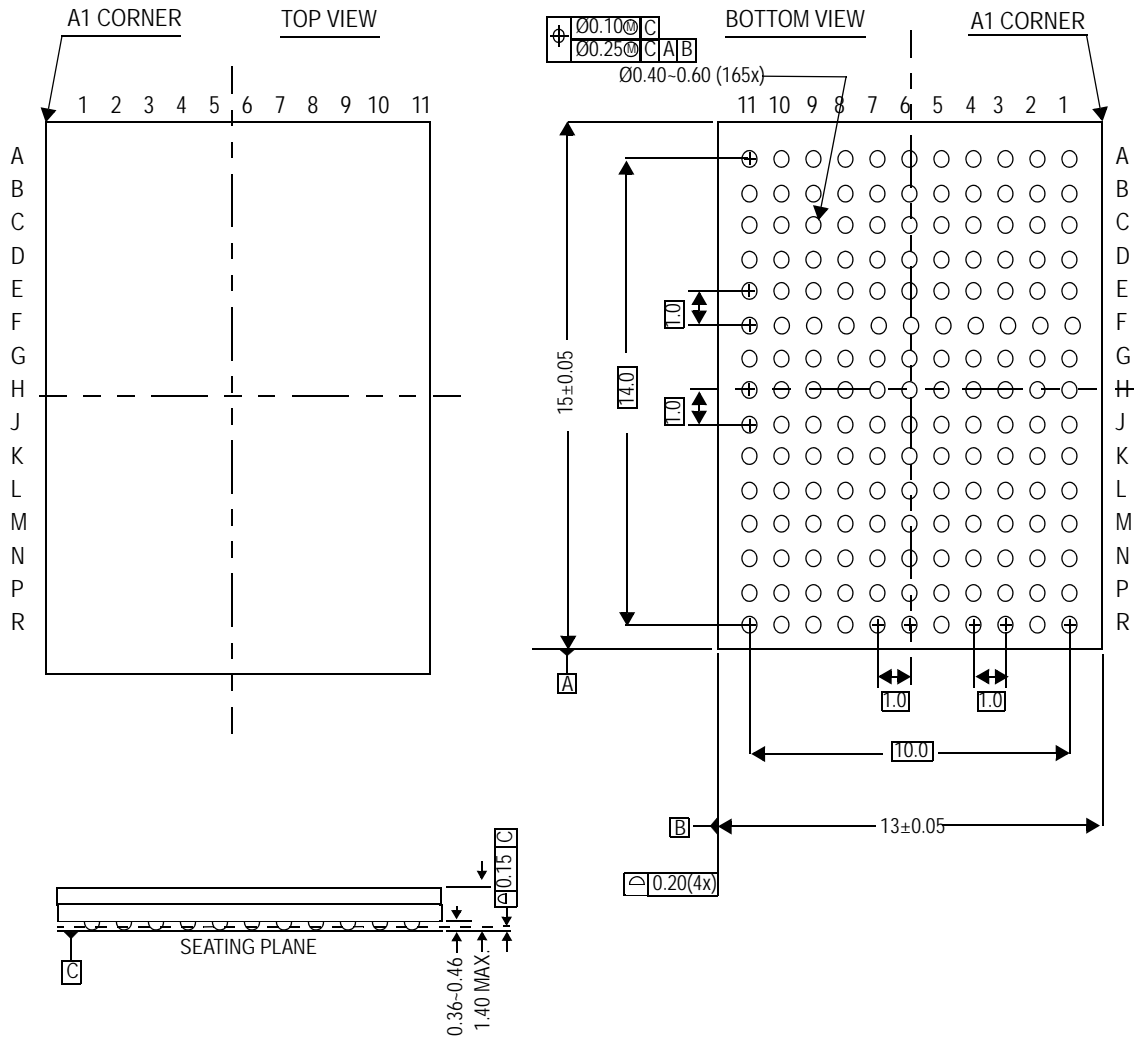 A1 CORNER
TOP VIEW
1 2 3 4 5 6 7 8 9 10 11
A
B
C
D
E
F
G
H
J
K
L
M
N
P
R
Ø0.10Ⓜ C
Ø0.25Ⓜ C A B
Ø0.40~0.60 (165x)
BOTTOM VIEW
A1 CORNER
11 10 9 8 7 6 5 4 3 2 1
A
B
C
D
E
F
G
H
J
K
L
M
N
P
R
1.0
1.0
14.0
15±0.05
A
1.0
1.0
10.0
B
13±0.05
0.20(4x)
0.15 C
SEATING PLANE
C
0.36~0.46
1.40 MAX.